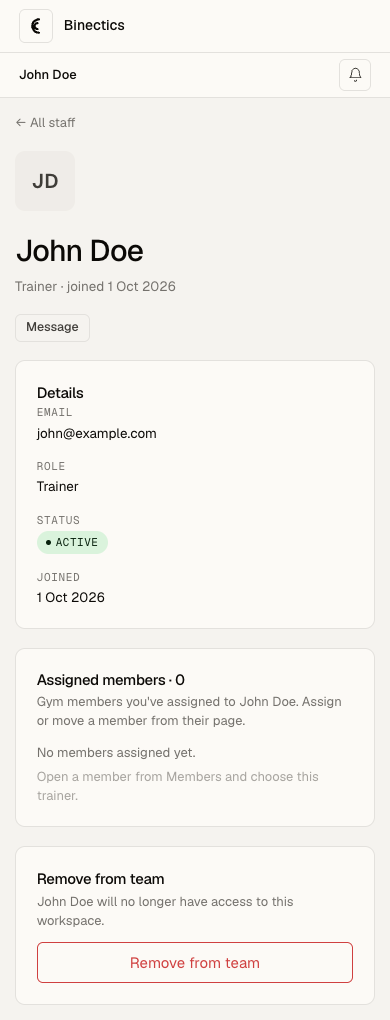 Binectics
John Doe
← All staff
JD
John Doe
Trainer · joined 1 Oct 2026
Message
Details
EMAIL
john@example.com
ROLE
Trainer
STATUS
ACTIVE
JOINED
1 Oct 2026
Assigned members · 0
Gym members you've assigned to John Doe. Assign
or move a member from their page.
No members assigned yet.
Open a member from Members and choose this
trainer.
Remove from team
John Doe will no longer have access to this
workspace.
Remove from team